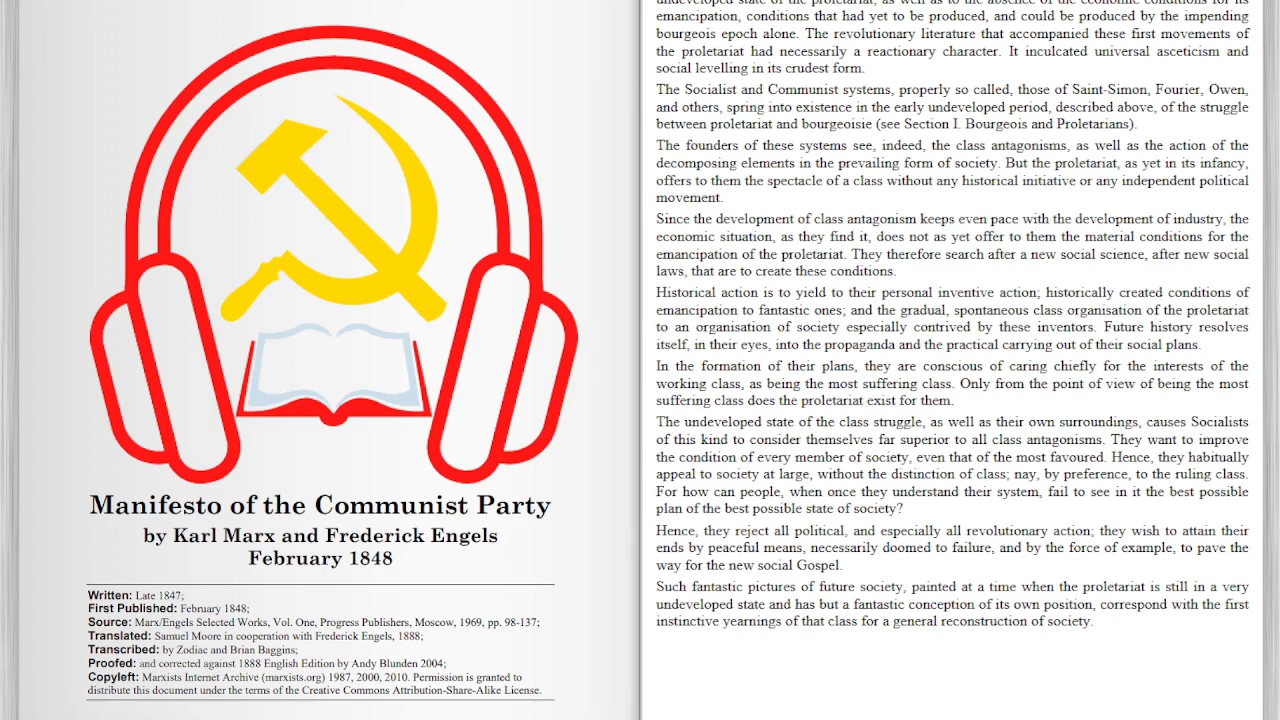 Manifesto of the Communist Party
by Karl Marx and Frederick Engels
February 1848
Written: Late 1847;
First Published: February 1848;
Source: Marx/Engels Selected Works, Vol. One, Progress Publishers, Moscow, 1969, pp. 98-137;
Translated: Samuel Moore in cooperation with Frederick Engels, 1888;
Transcribed: by Zodiac and Brian Baggins;
Proofed: and corrected against 1888 English Edition by Andy Blunden 2004;
Copyleft: Marxists Internet Archive (marxists.org) 1987, 2000, 2010. Permission is granted to
distribute this document under the terms of the Creative Commons Attribution-Share-Alike License.
undeveloped state of the proletariat, as well as to the absence of the economic conditions for its
emancipation, conditions that had yet to be produced, and could be produced by the impending
bourgeois epoch alone. The revolutionary literature that accompanied these first movements of
the proletariat had necessarily a reactionary character. It inculcated universal asceticism and
social levelling in its crudest form.
The Socialist and Communist systems, properly so called, those of Saint-Simon, Fourier, Owen,
and others, spring into existence in the early undeveloped period, described above, of the struggle
between proletariat and bourgeoisie (see Section I. Bourgeois and Proletarians).
The founders of these systems see, indeed, the class antagonisms, as well as the action of the
decomposing elements in the prevailing form of society. But the proletariat, as yet in its infancy,
offers to them the spectacle of a class without any historical initiative or any independent political
movement.
Since the development of class antagonism keeps even pace with the development of industry, the
economic situation, as they find it, does not as yet offer to them the material conditions for the
emancipation of the proletariat. They therefore search after a new social science, after new social
laws, that are to create these conditions.
Historical action is to yield to their personal inventive action; historically created conditions of
emancipation to fantastic ones; and the gradual, spontaneous class organisation of the proletariat
to an organisation of society especially contrived by these inventors. Future history resolves
itself, in their eyes, into the propaganda and the practical carrying out of their social plans.
In the formation of their plans, they are conscious of caring chiefly for the interests of the
working class, as being the most suffering class. Only from the point of view of being the most
suffering class does the proletariat exist for them.
The undeveloped state of the class struggle, as well as their own surroundings, causes Socialists
of this kind to consider themselves far superior to all class antagonisms. They want to improve
the condition of every member of society, even that of the most favoured. Hence, they habitually
appeal to society at large, without the distinction of class; nay, by preference, to the ruling class.
For how can people, when once they understand their system, fail to see in it the best possible
plan of the best possible state of society?
Hence, they reject all political, and especially all revolutionary action; they wish to attain their
ends by peaceful means, necessarily doomed to failure, and by the force of example, to pave the
way for the new social Gospel.
Such fantastic pictures of future society, painted at a time when the proletariat is still in a very
undeveloped state and has but a fantastic conception of its own position, correspond with the first
instinctive yearnings of that class for a general reconstruction of society.